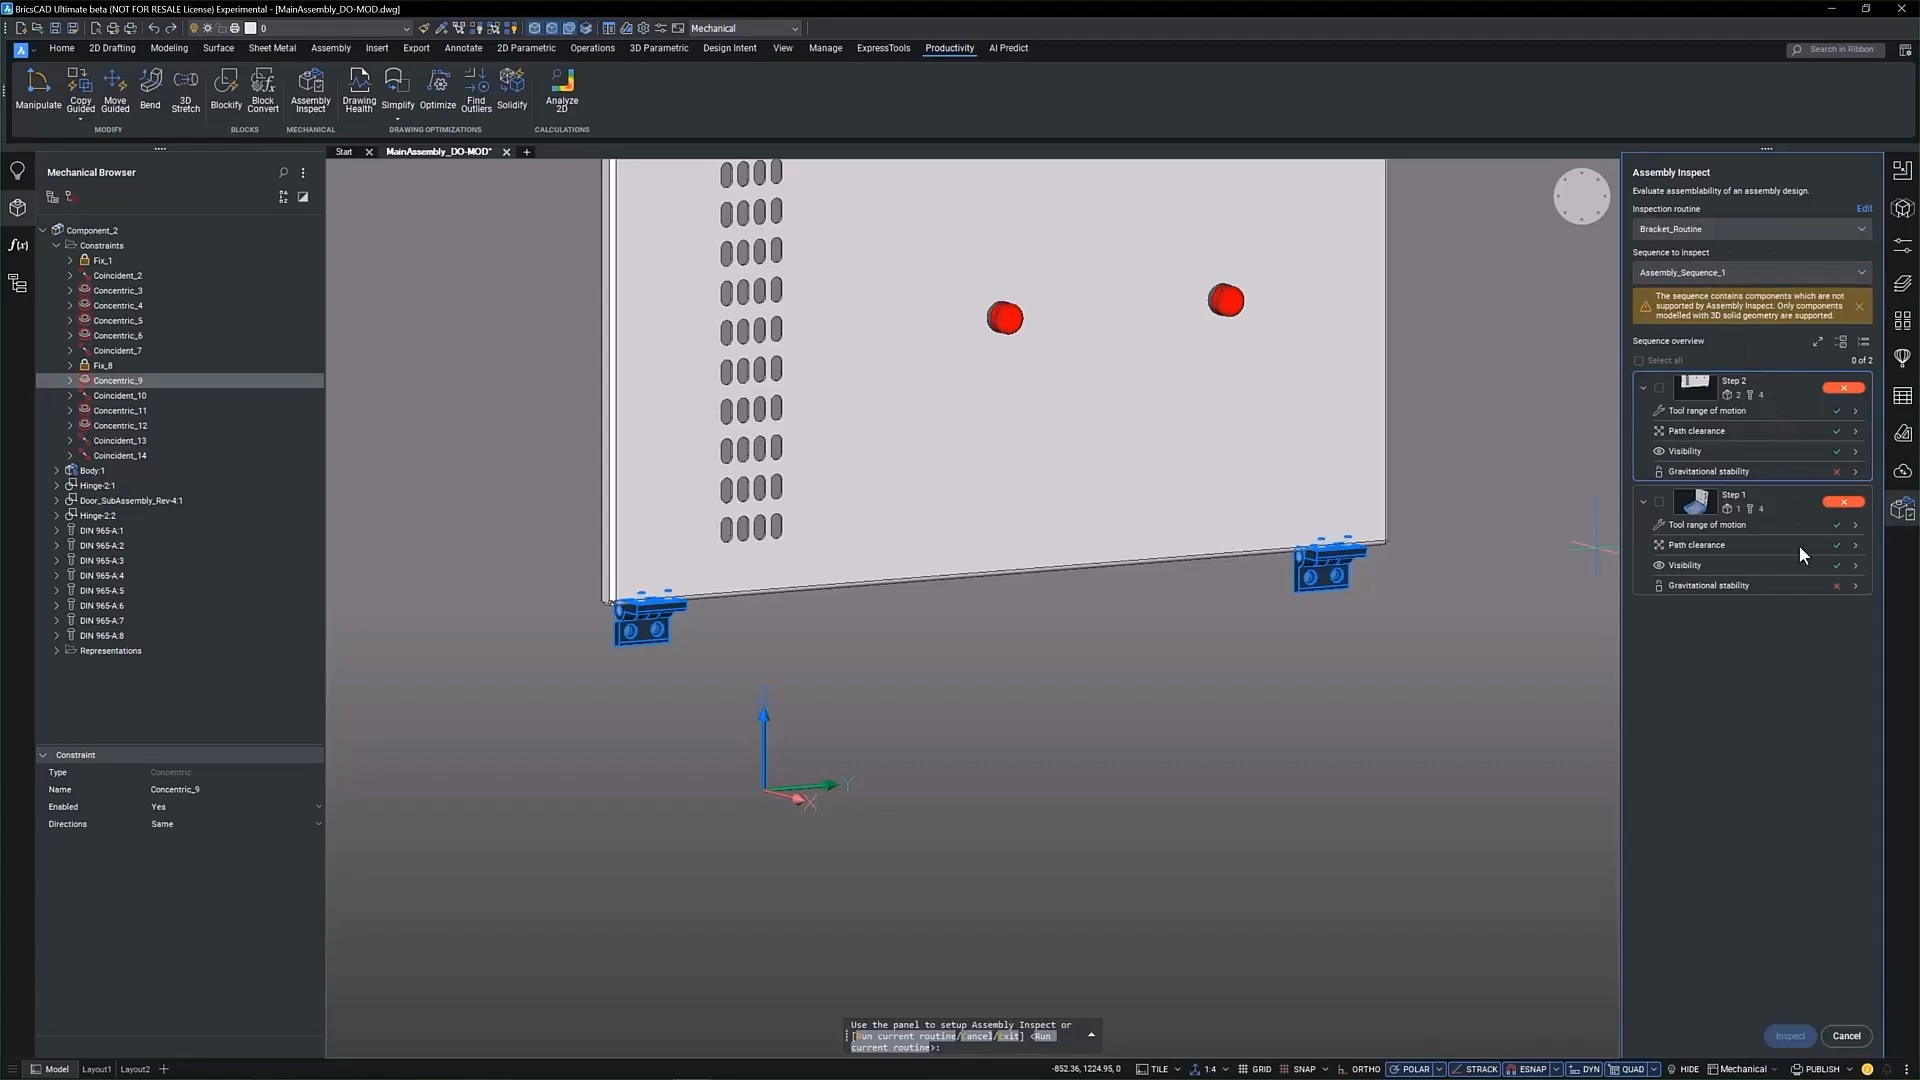 BricsCAD Ultimate beta (NOT FOR RESALE License) Experimental - [MainAssembly_DO-MOD.dwg]
0
Mechanical
Home 2D Drafting Modeling Surface Sheet Metal Assembly Insert Export Annotate 2D Parametric Operations 3D Parametric Design Intent View Manage ExpressTools Productivity AI Predict
Search in Ribbon
Manipulate
Copy Guided
Move Guided
Bend
3D Stretch
Blockify
Block Convert
Assembly Inspect
Drawing Health
Simplify
Optimize
Find Outliers
Solidify
Analyze 2D
MODIFY
BLOCKS
MECHANICAL
DRAWING OPTIMIZATIONS
CALCULATIONS
Start
MainAssembly_DO-MOD*
Mechanical Browser
f(x)
Component_2
Constraints
Fix_1
Coincident_2
Concentric_3
Concentric_4
Concentric_5
Concentric_6
Coincident_7
Fix_8
Concentric_9
Coincident_10
Concentric_11
Concentric_12
Coincident_13
Coincident_14
Body:1
Hinge-2:1
Door_SubAssembly_Rev-4:1
Hinge-2:2
DIN 965-A:1
DIN 965-A:2
DIN 965-A:3
DIN 965-A:4
DIN 965-A:5
DIN 965-A:6
DIN 965-A:7
DIN 965-A:8
Representations
Constraint
Type Concentric
Name Concentric_9
Enabled Yes
Directions Same
Y
X
Use the panel to setup Assembly Inspect or
[Run current routine/Cancel/Exit] <Run
current routine>:
Assembly Inspect
Evaluate assemblability of an assembly design.
Inspection routine Edit
Bracket_Routine
Sequence to inspect
Assembly_Sequence_1
The sequence contains components which are not
supported by Assembly Inspect. Only components
modelled with 3D solid geometry are supported.
Sequence overview
Select all 0 of 2
Step 2
2 4
Tool range of motion
Path clearance
Visibility
Gravitational stability
Step 1
1 4
Tool range of motion
Path clearance
Visibility
Gravitational stability
Inspect Cancel
Model Layout1 Layout2
-852.36, 1224.95, 0 TILE 1:4 GRID SNAP ORTHO POLAR STRACK ESNAP DYN QUAD HIDE Mechanical PUBLISH